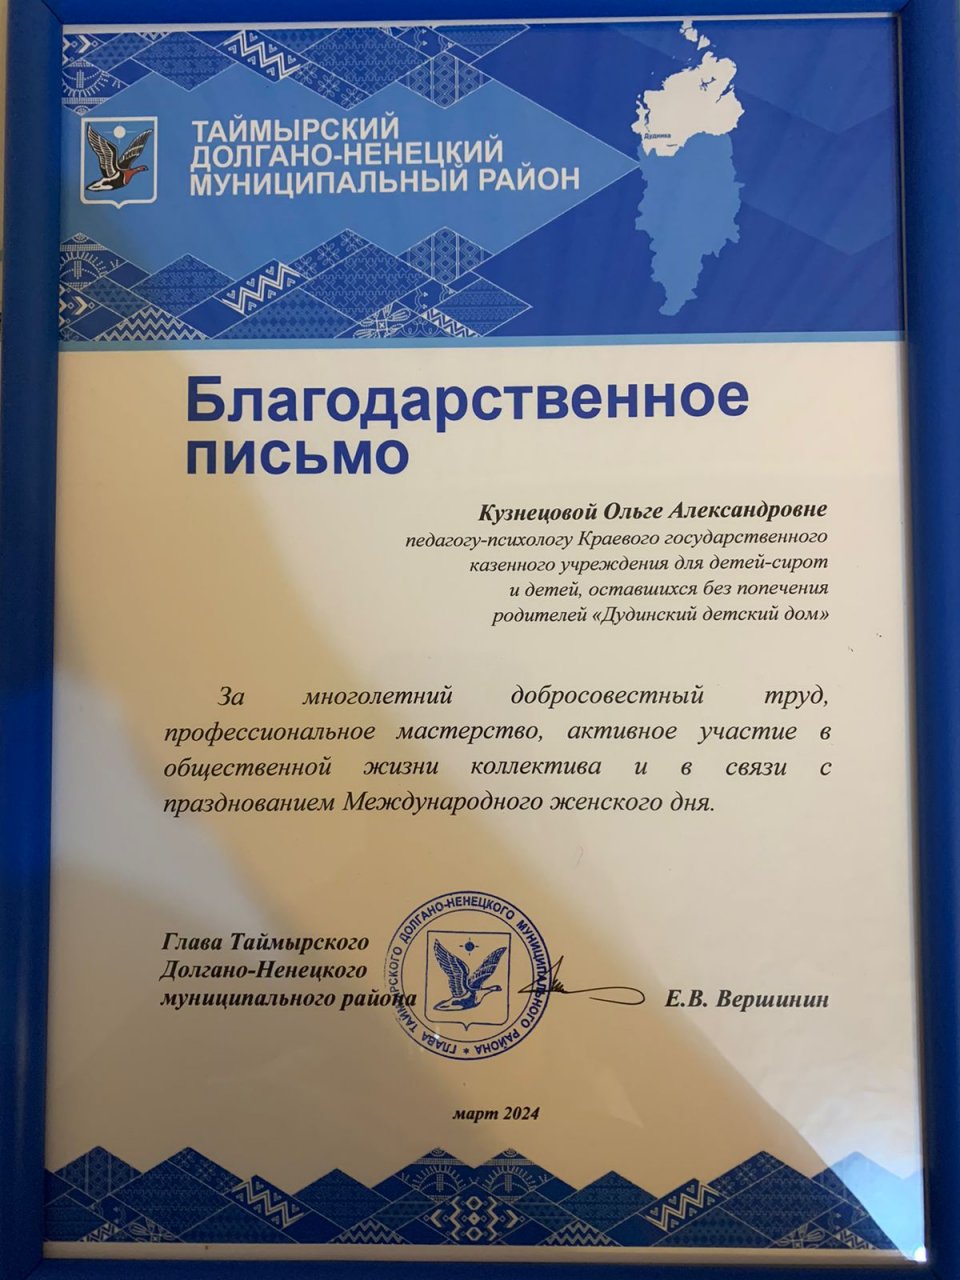 ТАЙМЫРСКИЙ
ДОЛГАНО-НЕНЕЦКИЙ
МУНИЦИПАЛЬНЫЙ РАЙОН
Дудинка
Благодарственное
письмо
Кузнецовой Ольге Александровне
педагогу-психологу Краевого государственного
казенного учреждения для детей-сирот
и детей, оставшихся без попечения
родителей «Дудинский детский дом»
За многолетний добросовестный труд,
профессиональное мастерство, активное участие в
общественной жизни коллектива и в связи с
празднованием Международного женского дня.
Глава Таймырского
Долгано-Ненецкого
муниципального района
ГЛАВА ТАЙМЫРСКОГО ДОЛГАНО-НЕНЕЦКОГО МУНИЦИПАЛЬНОГО РАЙОНА *
Е.В. Вершинин
март 2024